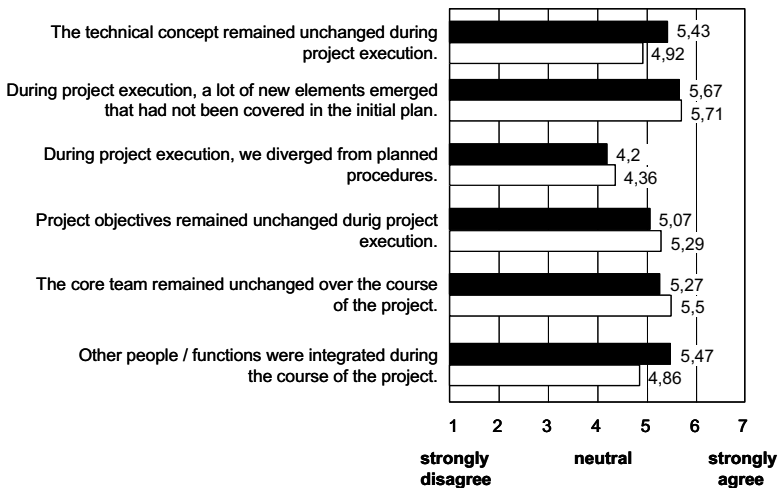 The technical concept remained unchanged during
project execution.
5,43
4,92
During project execution, a lot of new elements emerged
that had not been covered in the initial plan.
5,67
5,71
During project execution, we diverged from planned
procedures.
4,2
4,36
Project objectives remained unchanged durig project
execution.
5,07
5,29
The core team remained unchanged over the course
of the project.
5,27
5,5
Other people / functions were integrated during
the course of the project.
5,47
4,86
1 2 3 4 5 6 7
strongly neutral strongly
disagree agree